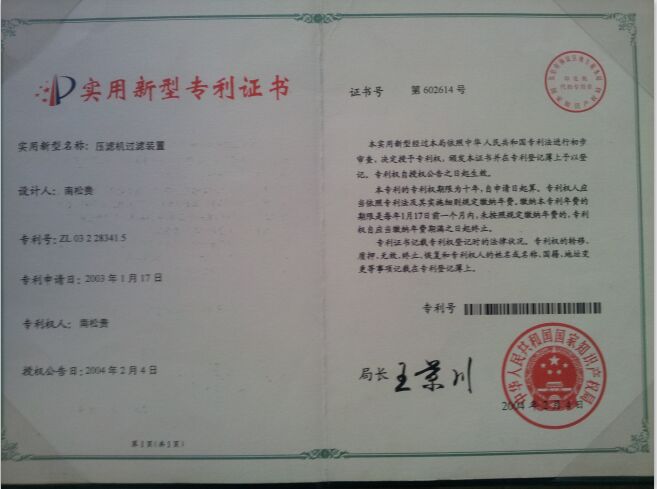 实用新型专利证书
实用新型名称：压滤机过滤装置
设计人：南松贵
专利号：ZL 03 2 28341 5
专利申请日：2003 年 1 月 17 日
专利权人：南松贵
授权公告日：2004 年 2 月 4 日
第 1 页(共 1 页)
证书号 第 602614 号
本实用新型经过本局依照中华人民共和国专利法进行初步
审查，决定授予专利权，颁发本证书并在专利登记簿上予以登
记。专利权自授权公告之日起生效。
本专利的专利权期限为十年，自申请日起算。专利权人应
当依照专利法及其实施细则规定缴纳年费。缴纳本专利年费的
期限是每年1月17日前一个月内。未按照规定缴纳年费的，专利
权自应当缴纳年费期满之日起终止。
专利证书记载专利权登记时的法律状况。专利权的转移、
质押、无效、终止、恢复和专利权人的姓名或名称、国籍、地址变
更等事项记载在专利登记簿上。
专利号
局长 王景川
中华人民共和国国家知识产权局
2004 年 2 月 4 日